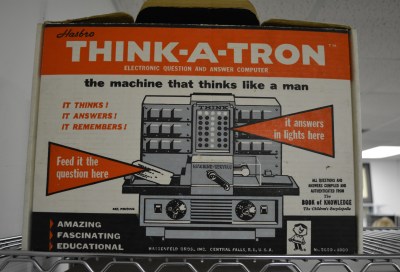 Hasbro
THINK-A-TRON ™
ELECTRONIC QUESTION AND ANSWER COMPUTER
the machine that thinks like a man
IT THINKS!
IT ANSWERS!
IT REMEMBERS!
THINK
it answers
in lights here
Feed it the
question here
ALL QUESTIONS AND
ANSWERS COMPILED AND
AUTHENTICATED FROM
The
BOOK of KNOWLEDGE
The Children's Encyclopedia
AMAZING
FASCINATING
EDUCATIONAL
HASSENFELD BROS., INC. CENTRAL FALLS, R.I., U.S.A.